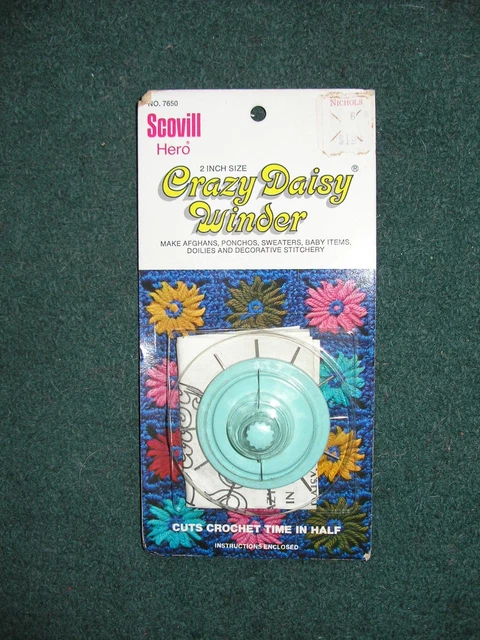 NO. 7650
NICHOLS
Scovill
Hero®
2 INCH SIZE
Crazy Daisy®
Winder
MAKE AFGHANS, PONCHOS, SWEATERS, BABY ITEMS,
DOILIES AND DECORATIVE STITCHERY
CUTS CROCHET TIME IN HALF
INSTRUCTIONS ENCLOSED